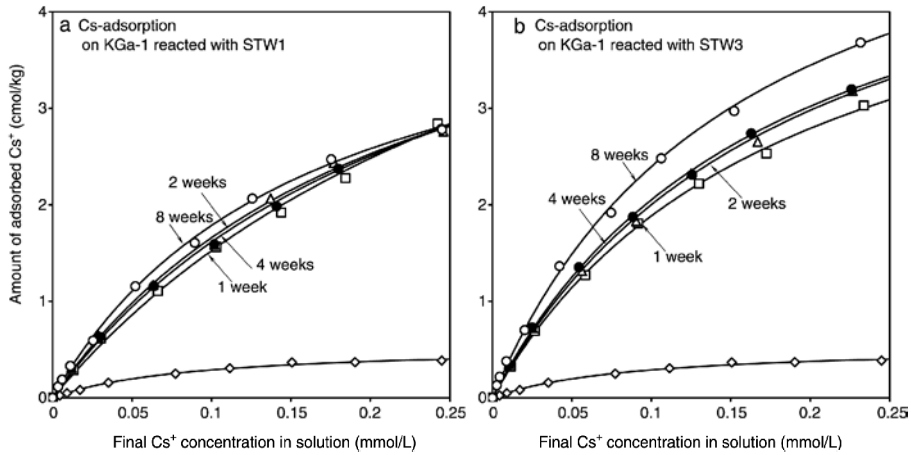 a Cs-adsorption
on KGa-1 reacted with STW1
Amount of adsorbed Cs⁺ (cmol/kg)
4
3
2
1
0
2 weeks
8 weeks
4 weeks
1 week
0
0.05
0.1
0.15
0.2
0.25
Final Cs⁺ concentration in solution (mmol/L)
b Cs-adsorption
on KGa-1 reacted with STW3
4
3
2
1
0
8 weeks
4 weeks
2 weeks
1 week
0
0.05
0.1
0.15
0.2
0.25
Final Cs⁺ concentration in solution (mmol/L)